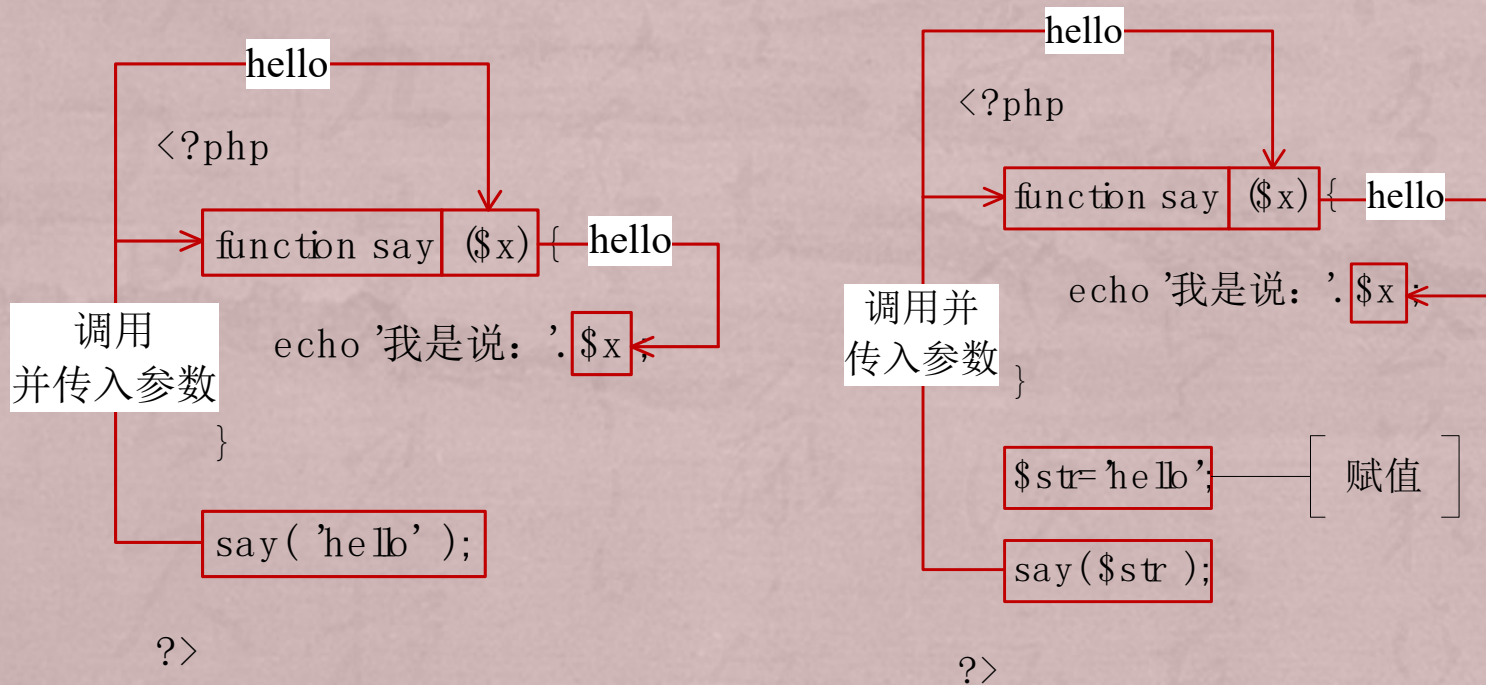 hello
<?php
function say ($x) {
hello
echo '我是说：'.$x ;
调用
并传入参数
}
say('hello');
?>
hello
<?php
function say ($x) {
hello
echo '我是说：'.$x ;
调用并
传入参数
}
$str='hello';
赋值
say($str );
?>